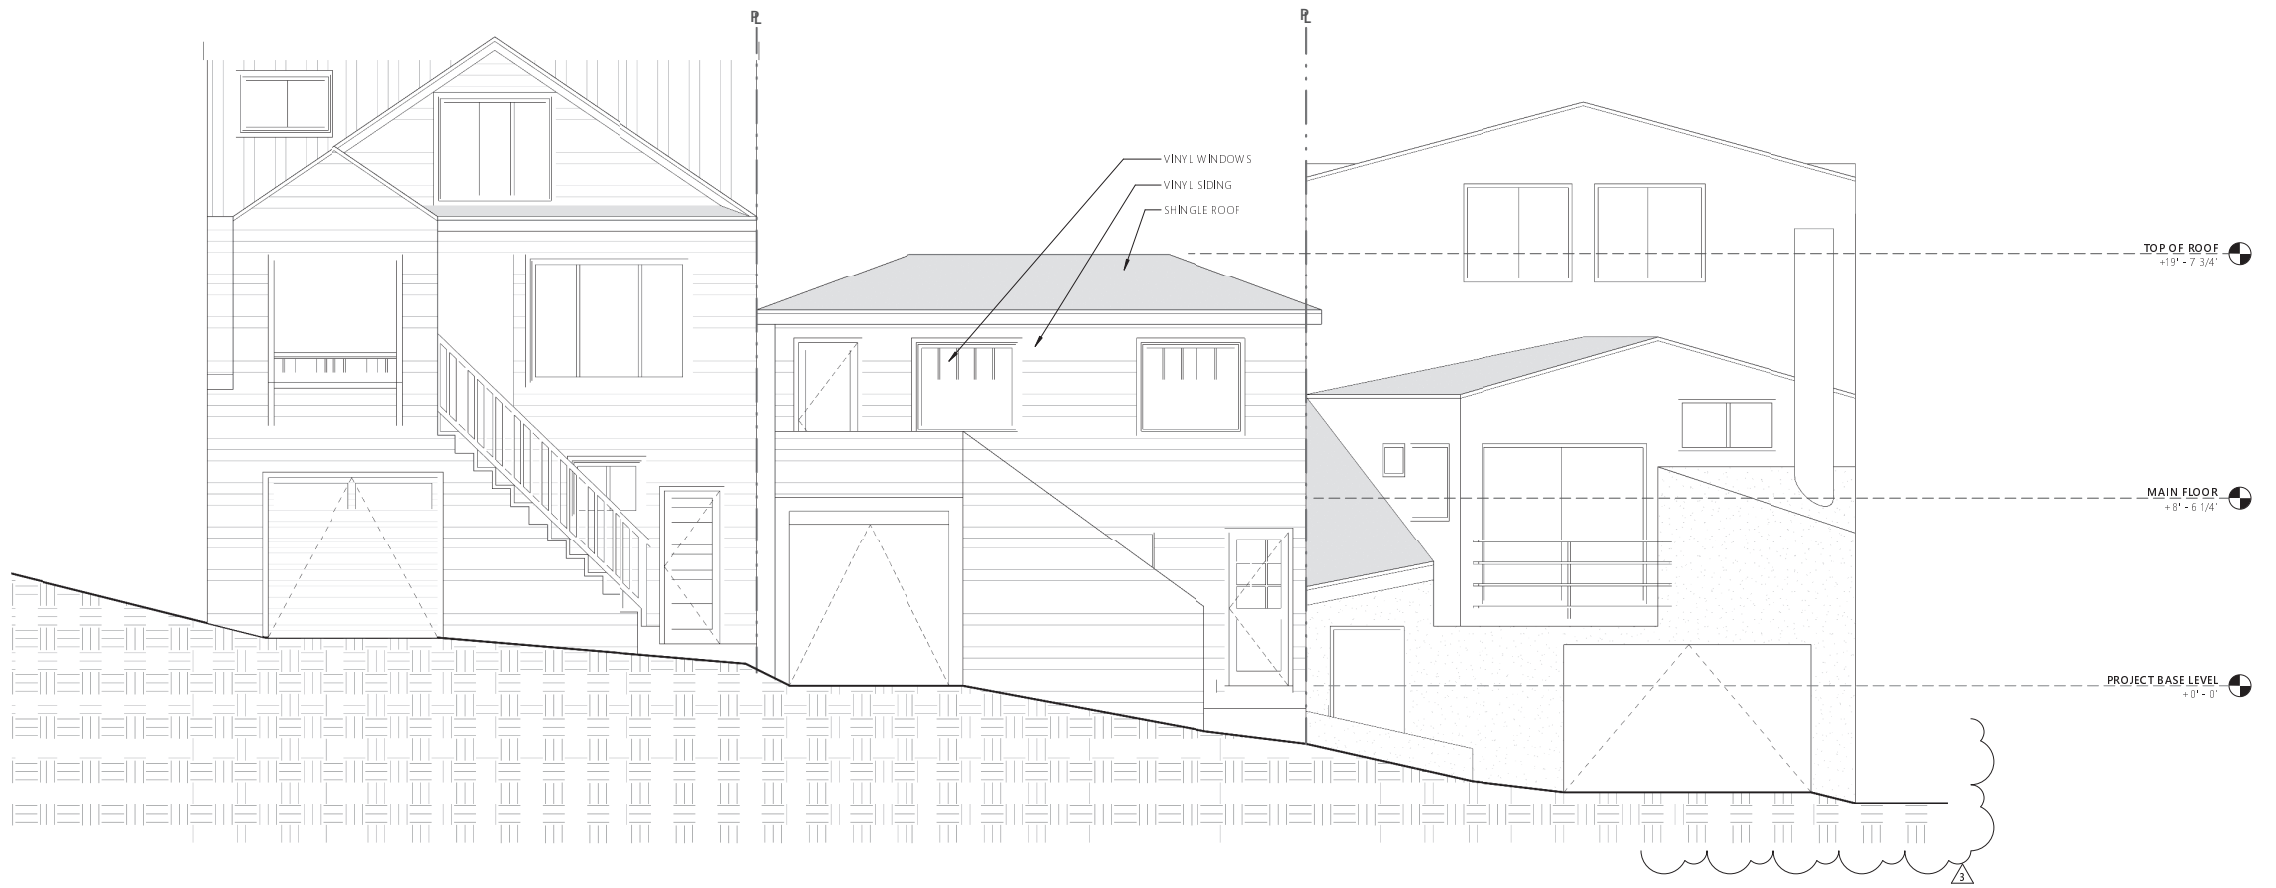 PL
PL
VINYL WINDOWS
VINYL SIDING
SHINGLE ROOF
TOP OF ROOF
+19' - 7 3/4"
MAIN FLOOR
+8' - 6 1/4"
PROJECT BASE LEVEL
+0' - 0"
3